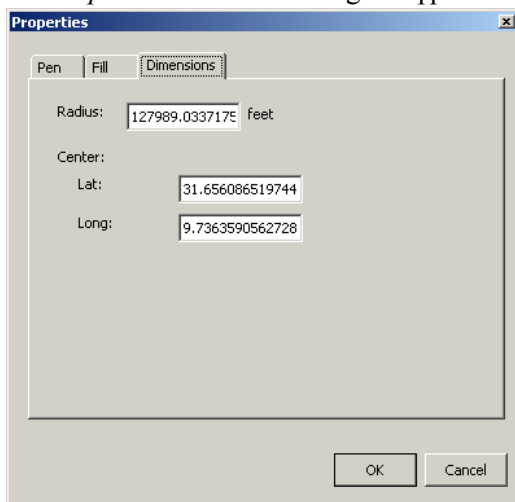 Properties
Pen Fill Dimensions
Radius: 127989.0337175 feet
Center:
Lat: 31.656086519744
Long: 9.7363590562728
OK Cancel